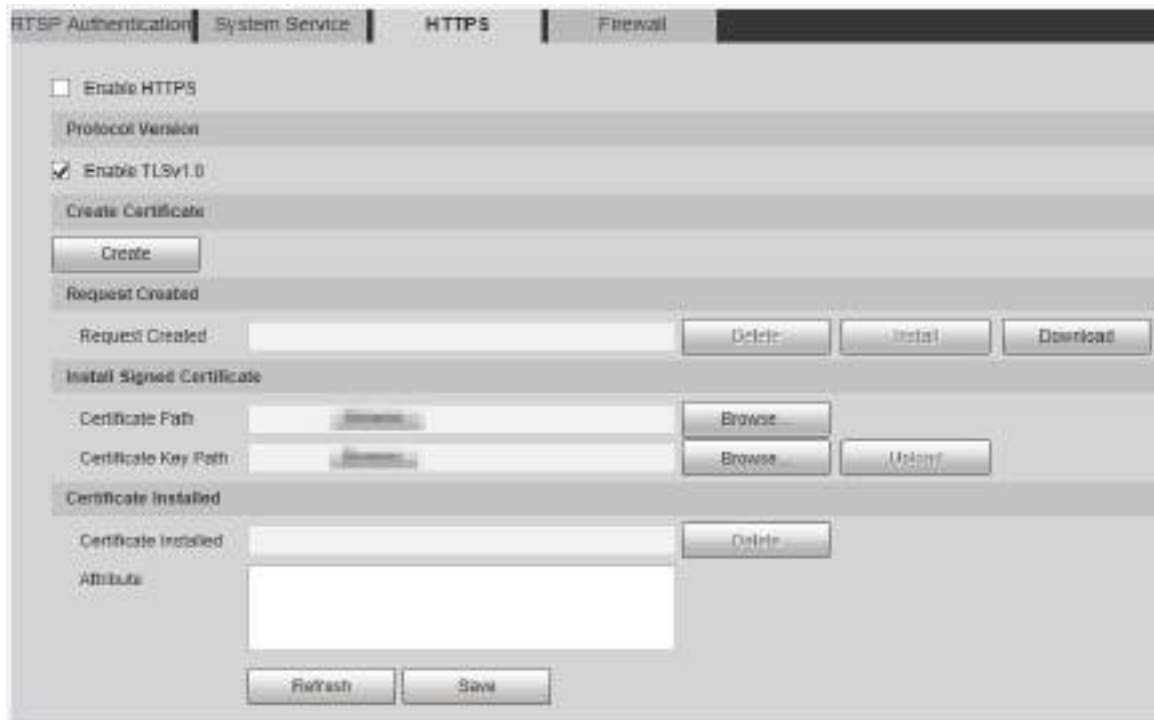 RTSP Authentication System Service HTTPS Firewall
Enable HTTPS
Protocol Version
Enable TLSv1.0
Create Certificate
Create
Request Created
Request Created Delete Install Download
Install Signed Certificate
Certificate Path Browse... Browse...
Certificate Key Path Browse... Browse... Upload
Certificate Installed
Certificate Installed Delete
Attribute
Refresh Save